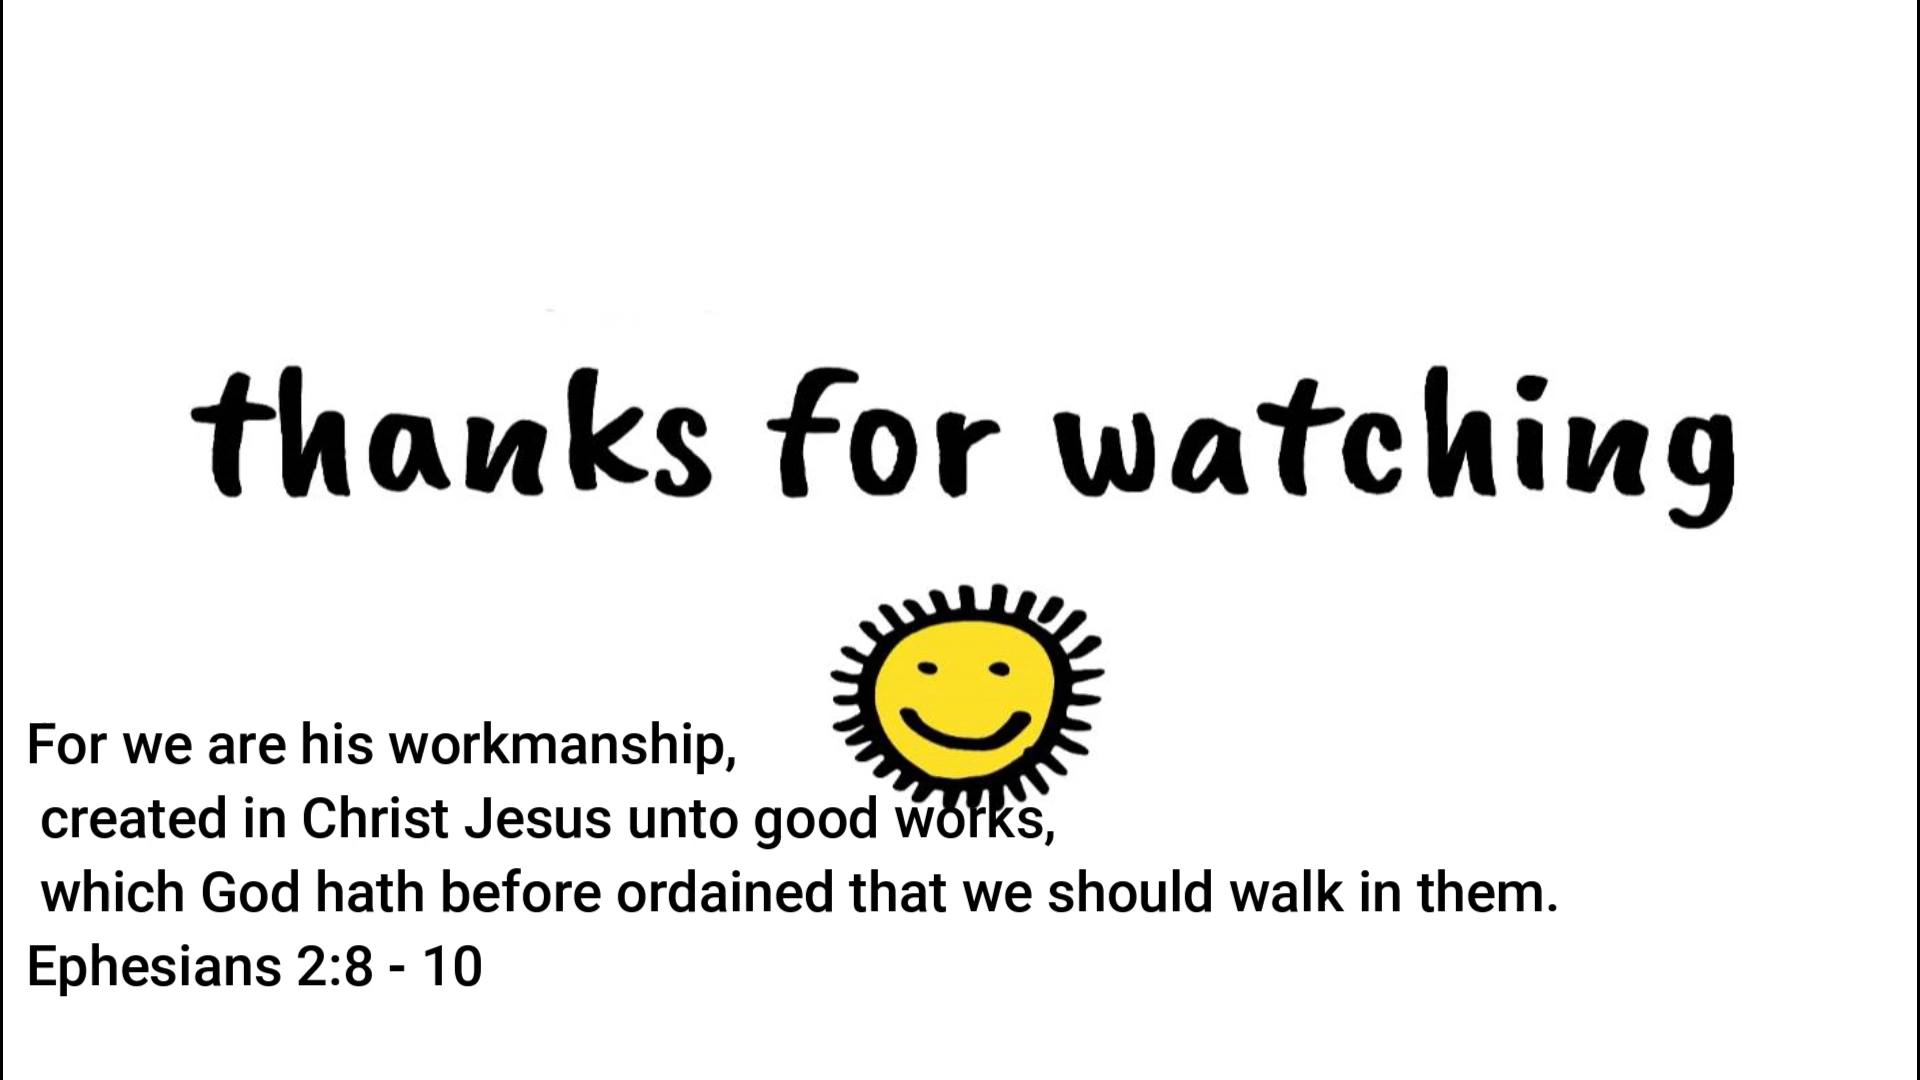 thanks for watching
For we are his workmanship,
created in Christ Jesus unto good works,
which God hath before ordained that we should walk in them.
Ephesians 2:8 - 10